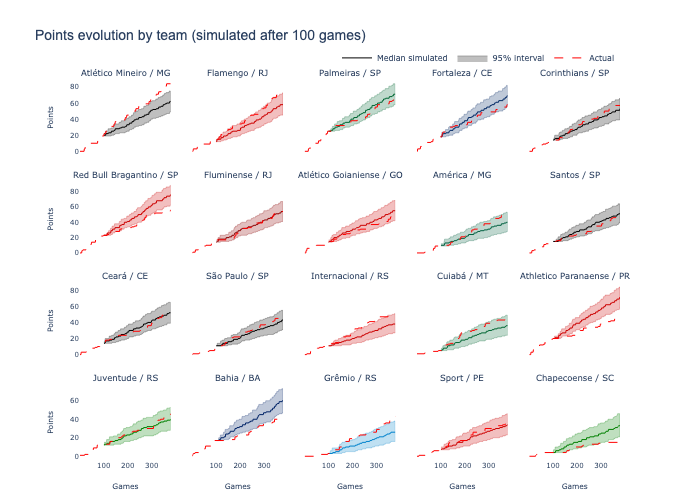 Points evolution by team (simulated after 100 games)
Median simulated 95% interval Actual
Atlético Mineiro / MG Flamengo / RJ Palmeiras / SP Fortaleza / CE Corinthians / SP
80
60
40
20
0
Points
Red Bull Bragantino / SP Fluminense / RJ Atlético Goianiense / GO América / MG Santos / SP
80
60
40
20
0
Points
Ceará / CE São Paulo / SP Internacional / RS Cuiabá / MT Athletico Paranaense / PR
80
60
40
20
0
Points
Juventude / RS Bahia / BA Grêmio / RS Sport / PE Chapecoense / SC
60
40
20
0
Points
100 200 300 100 200 300 100 200 300 100 200 300 100 200 300
Games Games Games Games Games